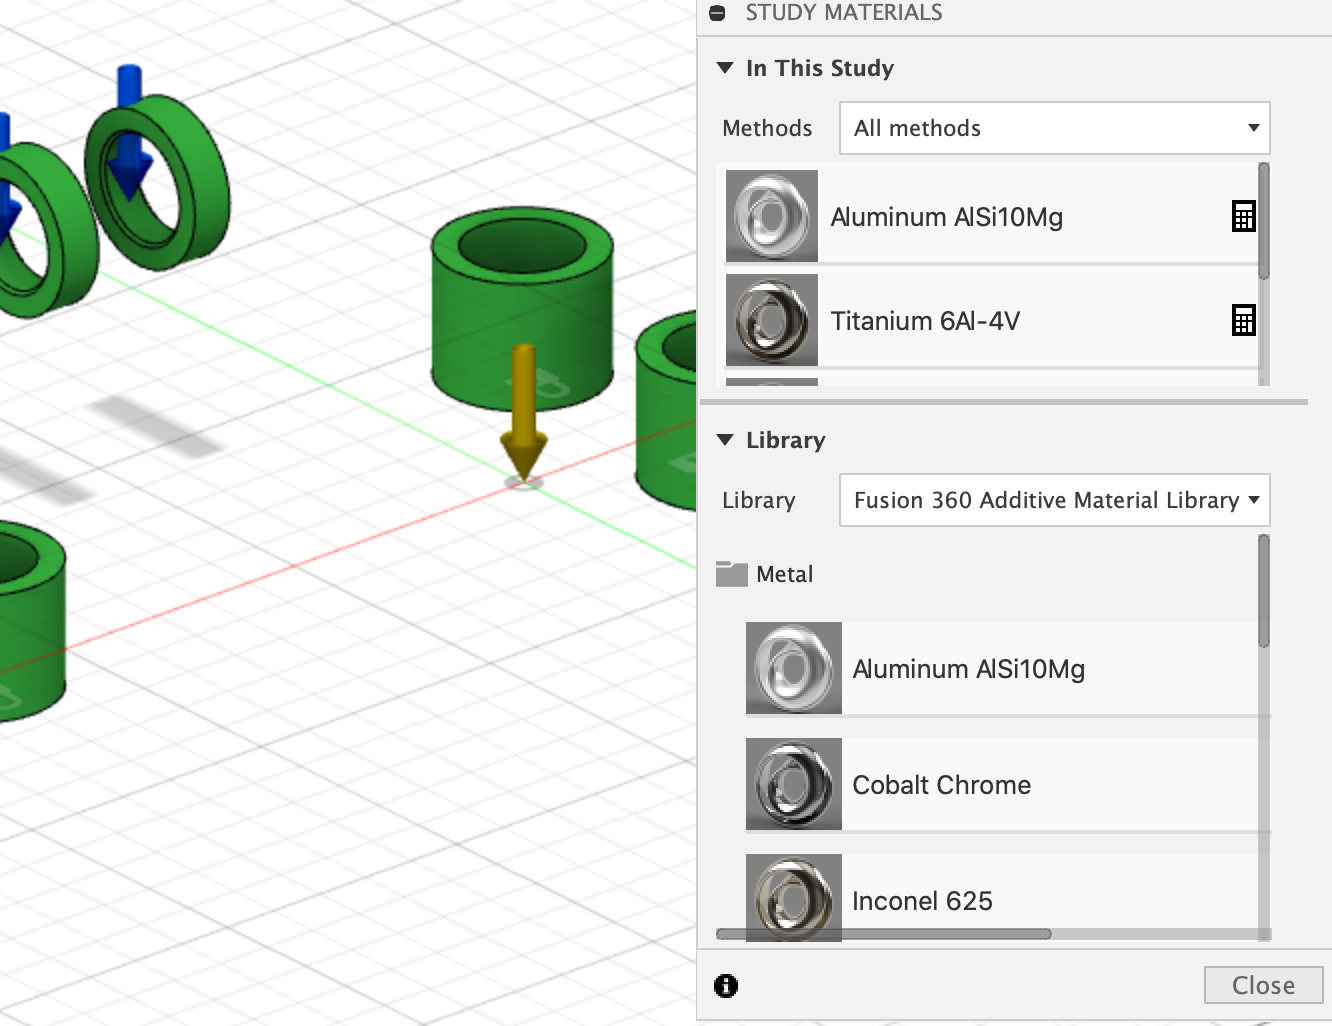 STUDY MATERIALS
In This Study
Methods All methods
Aluminum AlSi10Mg
Titanium 6Al-4V
Library
Library Fusion 360 Additive Material Library
Metal
Aluminum AlSi10Mg
Cobalt Chrome
Inconel 625
Close